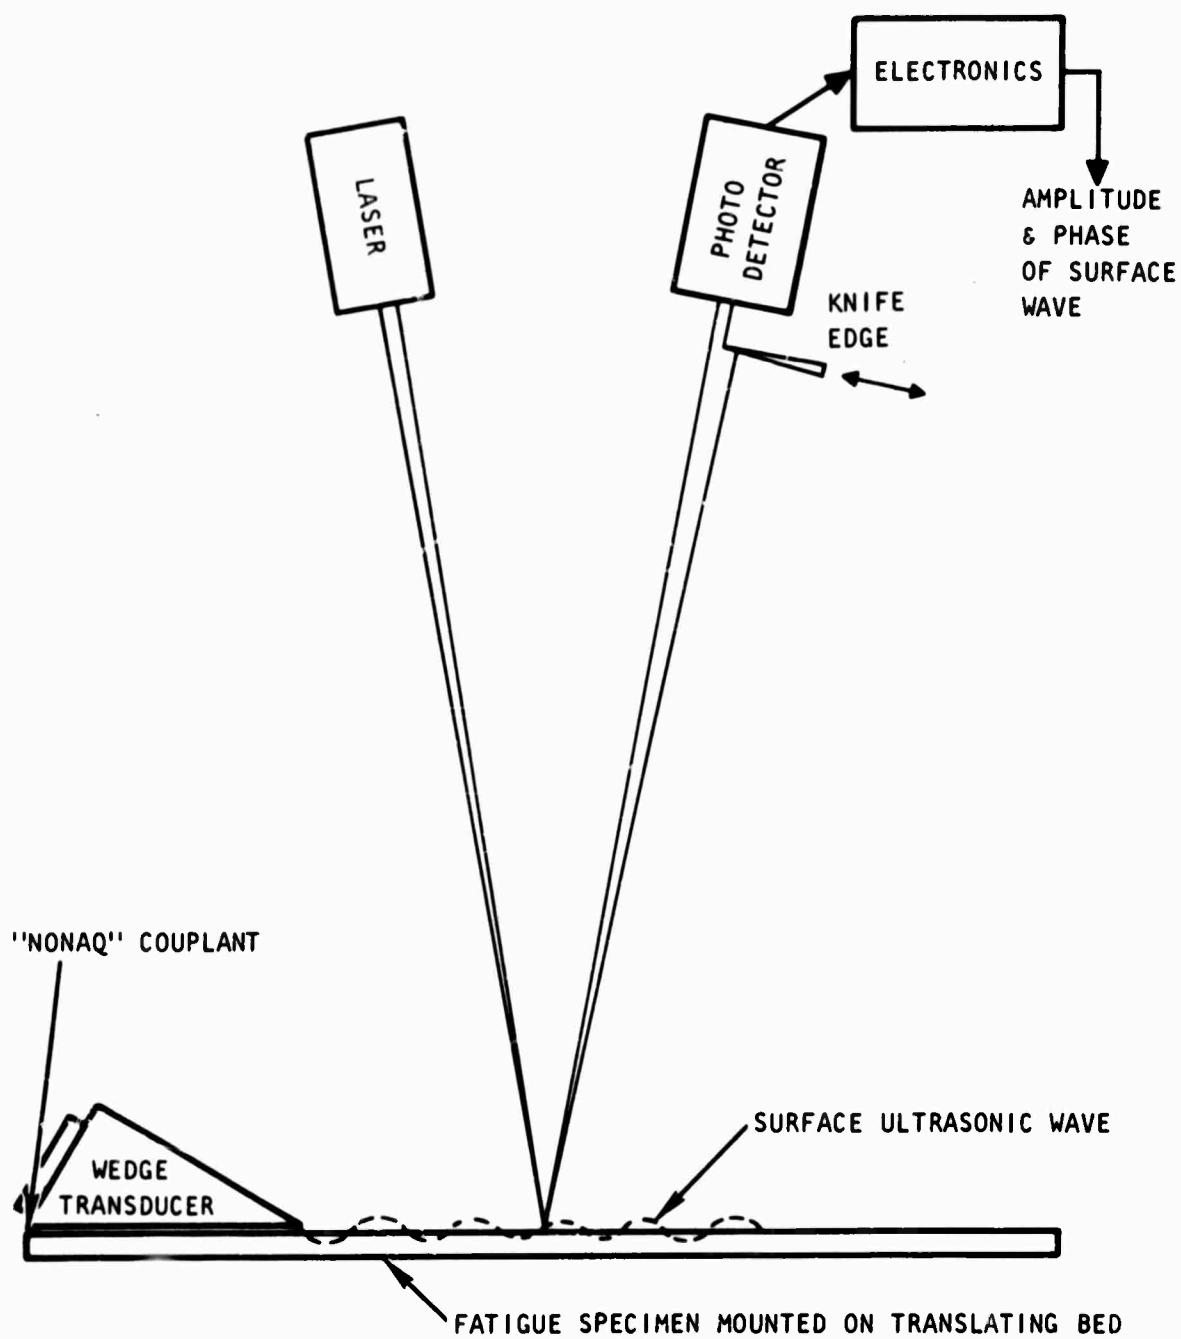 ELECTRONICS
LASER
PHOTO
DETECTOR
AMPLITUDE
& PHASE
OF SURFACE
WAVE
KNIFE
EDGE
"NONAQ" COUPLANT
SURFACE ULTRASONIC WAVE
WEDGE
TRANSDUCER
FATIGUE SPECIMEN MOUNTED ON TRANSLATING BED